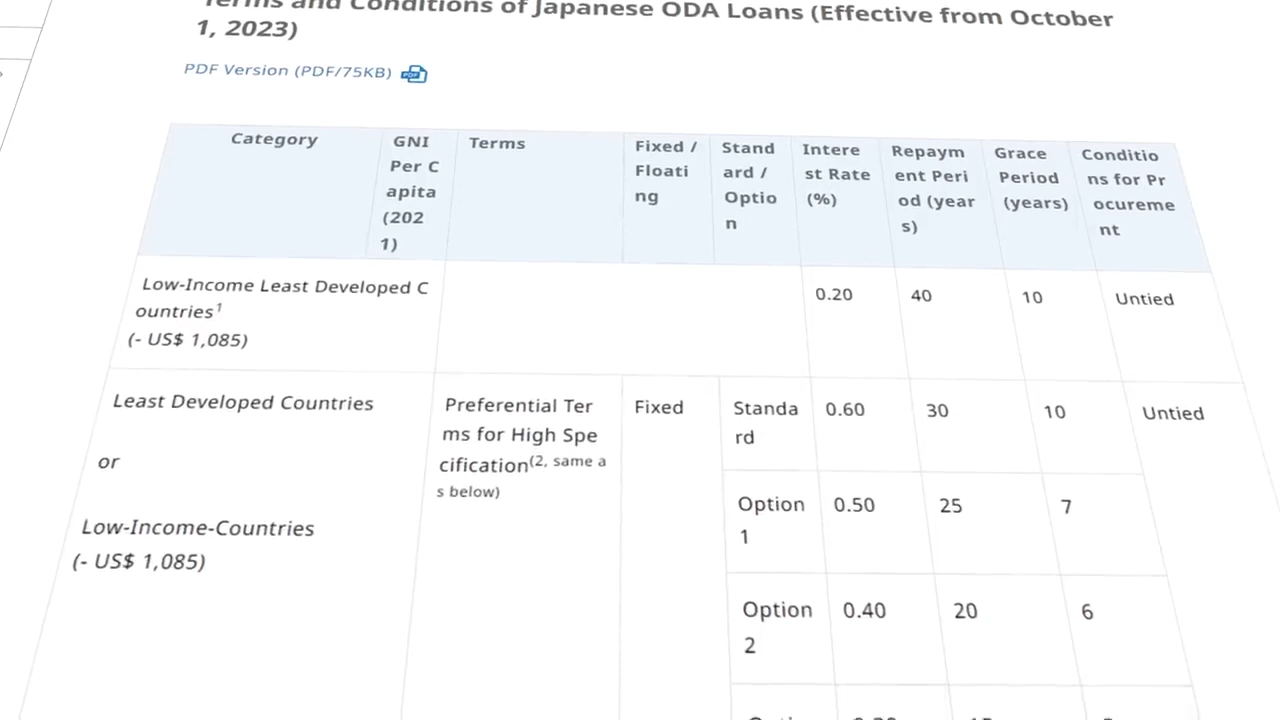 Terms and Conditions of Japanese ODA Loans (Effective from October
1, 2023)
PDF Version (PDF/75KB)
PDF
Category
GNI
Per C
apita
(202
1)
Terms
Fixed /
Floati
ng
Stand
ard /
Optio
n
Intere
st Rate
(%)
Repaym
ent Peri
od (year
s)
Grace
Period
(years)
Conditio
ns for Pr
ocureme
nt
Low-Income Least Developed C
ountries1
(- US$ 1,085)
0.20
40
10
Untied
Least Developed Countries
or
Low-Income-Countries
(- US$ 1,085)
Preferential Ter
ms for High Spe
cification(2, same a
s below)
Fixed
Standa
rd
0.60
30
10
Untied
Option
1
0.50
25
7
Option
2
0.40
20
6